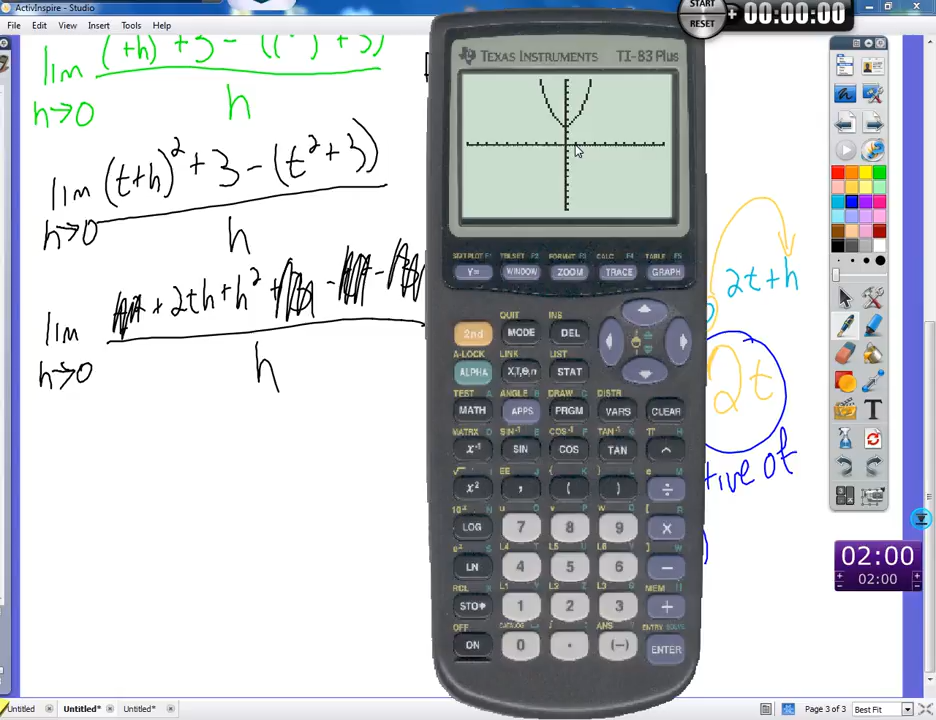 ActivInspire - Studio
START
RESET
+ 00:00:00
File Edit View Insert Tools
lim (t+h)² + 3 - (t²) + 3)
h→0 h
lim (t+h)² + 3 - (t² + 3)
h→0 h
lim + 2th + h² + - -
h→0 h
2t+h
2t
tive of
TEXAS INSTRUMENTS TI-83 Plus
STAT PLOT F1 TBLSET F2 FORMAT F3 CALC F4 TABLE F5
Y= WINDOW ZOOM TRACE GRAPH
QUIT INS
2nd MODE DEL
A-LOCK LINK LIST
ALPHA X,T,Θ,n STAT
TEST A ANGLE B DRAW C DISTR
MATH APPS PRGM VARS CLEAR
MATRX D SIN⁻¹ E COS⁻¹ F TAN⁻¹ G π H
x⁻¹ SIN COS TAN ^
√ I EE J { K } L e M
x² , ( ) ÷
10ˣ N u O v P w Q [ R
LOG 7 8 9 ×
eˣ S L4 T L5 U L6 V ] W
LN 4 5 6 −
RCL X L1 Y L2 Z L3 θ MEM "
STO▸ 1 2 3 +
OFF CATALOG i : ANS ? ENTRY SOLVE
ON 0 . (−) ENTER
02:00
02:00
Untitled Untitled* Untitled* Page 3 of 3 Best Fit